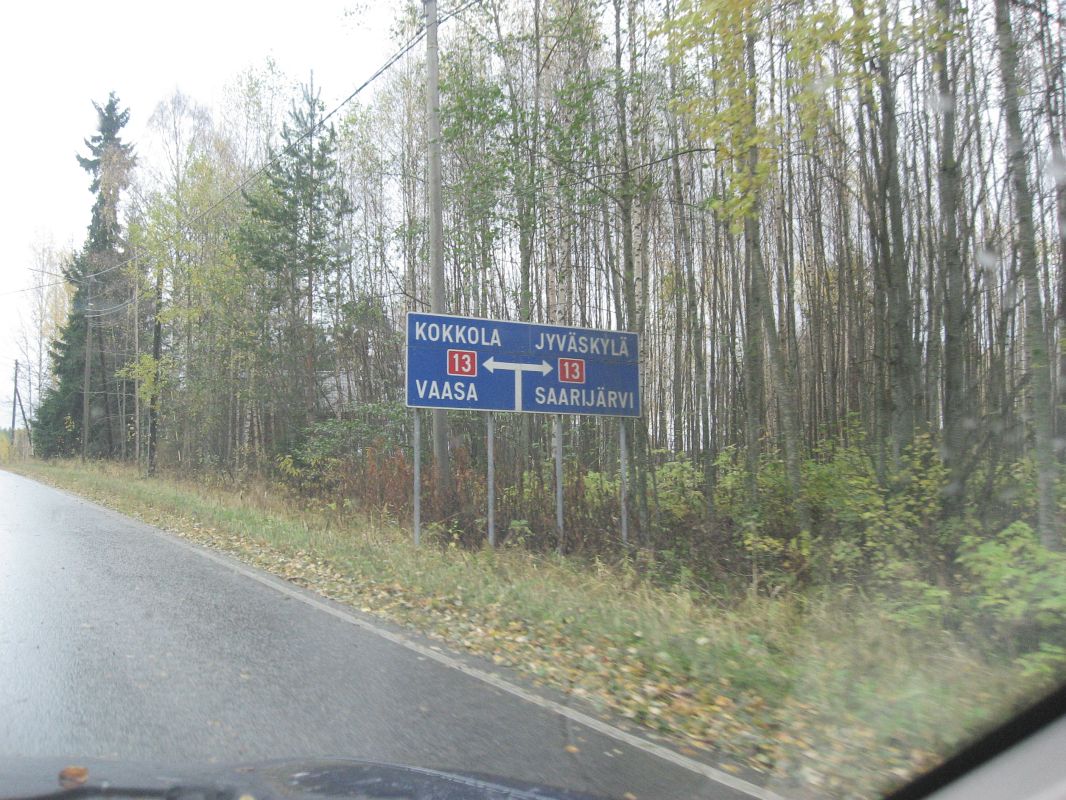 KOKKOLA
13
VAASA
JYVÄSKYLÄ
13
SAARIJÄRVI